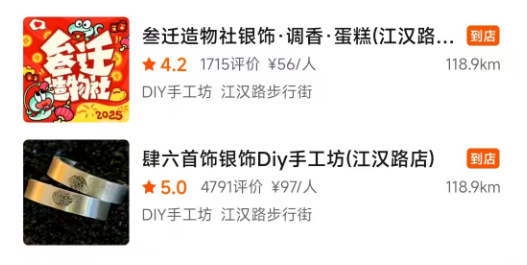 叁迁造物社
2025
叁迁造物社银饰·调香·蛋糕(江汉路... 到店
4.2 1715评价 ¥56/人 118.9km
DIY手工坊 江汉路步行街
肆六首饰银饰Diy手工坊(江汉路店) 到店
5.0 4791评价 ¥97/人 118.9km
DIY手工坊 江汉路步行街